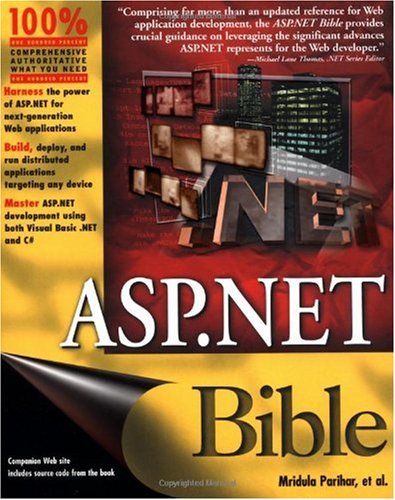 100%
ONE HUNDRED PERCENT
COMPREHENSIVE
AUTHORITATIVE
WHAT YOU NEED
ONE HUNDRED PERCENT
"Comprising far more than an updated reference for Web
application development, the ASP.NET Bible provides
crucial guidance on leveraging the significant advances
ASP.NET represents for the Web developer."
—Michael Lane Thomas, .NET Series Editor
Harness the power
of ASP.NET for
next-generation
Web applications
Build, deploy, and
run distributed
applications
targeting any device
Master ASP.NET
development using
both Visual Basic .NET
and C#
.NET
ASP.NET
Bible
Companion Web site
includes source code from the book
Mridula Parihar, et al.
Copyrighted Material